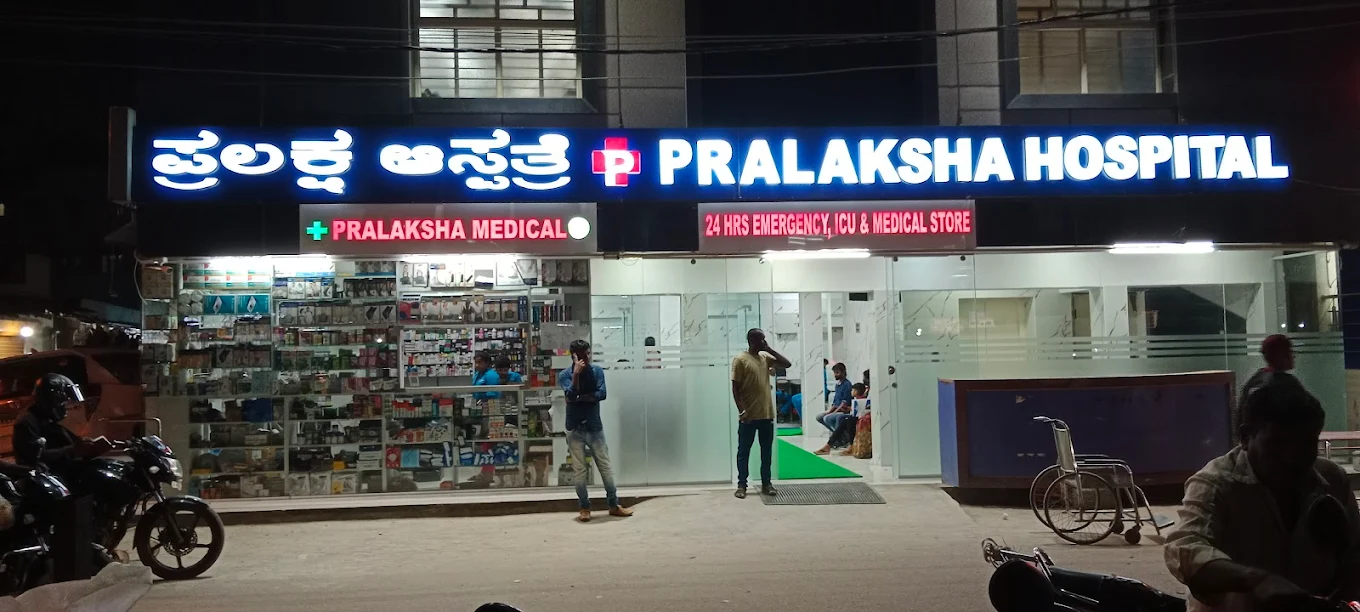 ಪ್ರಲಕ್ಷ ಆಸ್ಪತ್ರೆ P PRALAKSHA HOSPITAL
PRALAKSHA MEDICAL
24 HRS EMERGENCY, ICU & MEDICAL STORE